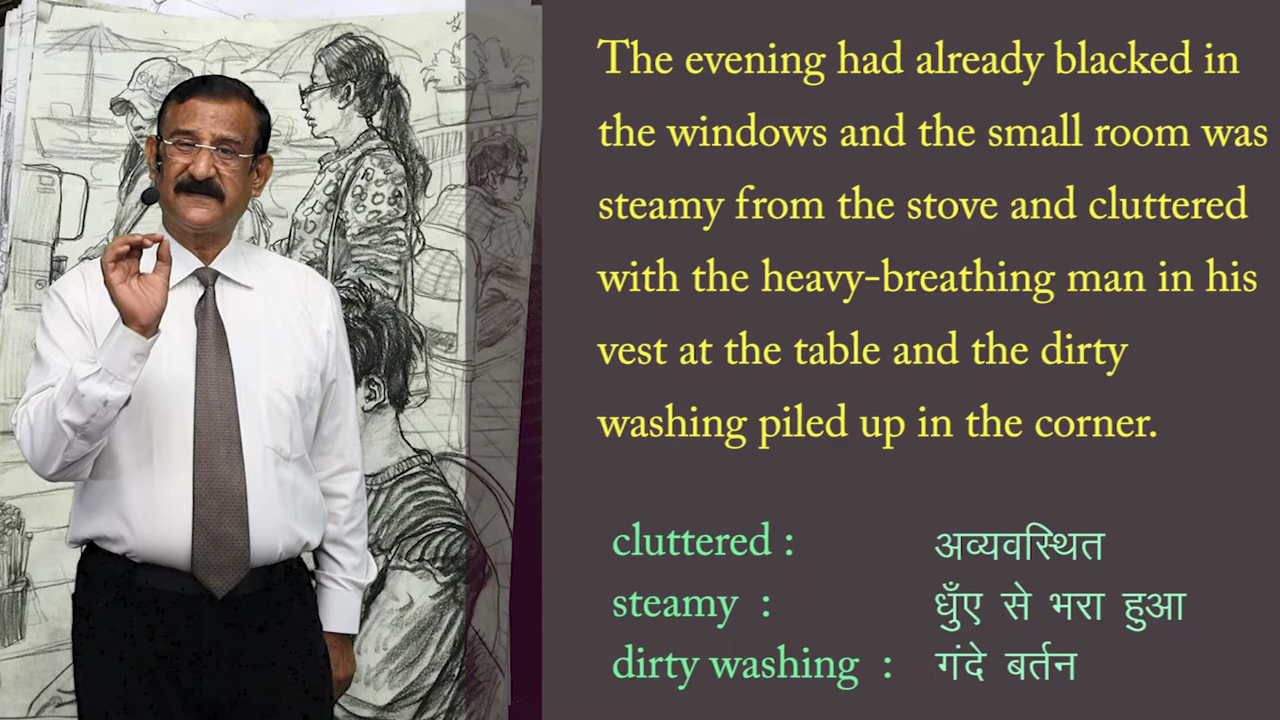 The evening had already blacked in
the windows and the small room was
steamy from the stove and cluttered
with the heavy-breathing man in his
vest at the table and the dirty
washing piled up in the corner.
cluttered : अव्यवस्थित
steamy : धुँए से भरा हुआ
dirty washing : गंदे बर्तन